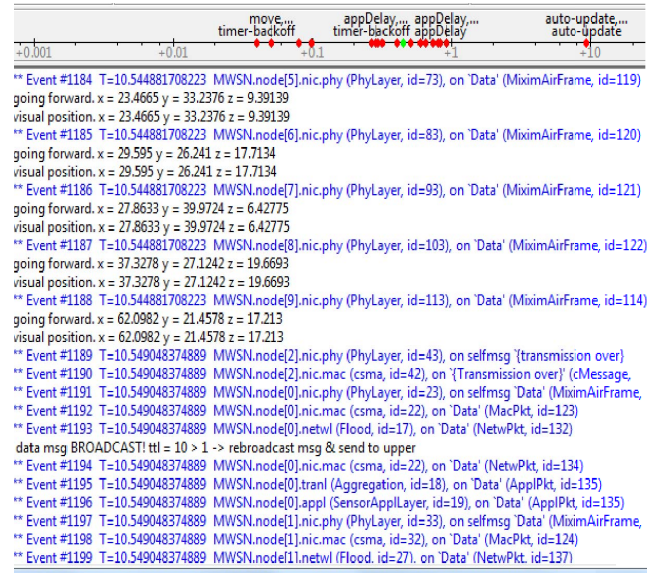 move,... appDelay,... appDelay,... auto-update,...
timer-backoff timer-backoff appDelay auto-update
+0.001 +0.01 +0.1 +1 +10
** Event #1184 T=10.544881708223 MWSN.node[5].nic.phy (PhyLayer, id=73), on `Data' (MiximAirFrame, id=119)
going forward. x = 23.4665 y = 33.2376 z = 9.39139
visual position. x = 23.4665 y = 33.2376 z = 9.39139
** Event #1185 T=10.544881708223 MWSN.node[6].nic.phy (PhyLayer, id=83), on `Data' (MiximAirFrame, id=120)
going forward. x = 29.595 y = 26.241 z = 17.7134
visual position. x = 29.595 y = 26.241 z = 17.7134
** Event #1186 T=10.544881708223 MWSN.node[7].nic.phy (PhyLayer, id=93), on `Data' (MiximAirFrame, id=121)
going forward. x = 27.8633 y = 39.9724 z = 6.42775
visual position. x = 27.8633 y = 39.9724 z = 6.42775
** Event #1187 T=10.544881708223 MWSN.node[8].nic.phy (PhyLayer, id=103), on `Data' (MiximAirFrame, id=122)
going forward. x = 37.3278 y = 27.1242 z = 19.6693
visual position. x = 37.3278 y = 27.1242 z = 19.6693
** Event #1188 T=10.544881708223 MWSN.node[9].nic.phy (PhyLayer, id=113), on `Data' (MiximAirFrame, id=114)
going forward. x = 62.0982 y = 21.4578 z = 17.213
visual position. x = 62.0982 y = 21.4578 z = 17.213
** Event #1189 T=10.549048374889 MWSN.node[2].nic.phy (PhyLayer, id=43), on selfmsg `{transmission over}
** Event #1190 T=10.549048374889 MWSN.node[2].nic.mac (csma, id=42), on `{Transmission over}' (cMessage,
** Event #1191 T=10.549048374889 MWSN.node[0].nic.phy (PhyLayer, id=23), on selfmsg `Data' (MiximAirFrame,
** Event #1192 T=10.549048374889 MWSN.node[0].nic.mac (csma, id=22), on `Data' (MacPkt, id=123)
** Event #1193 T=10.549048374889 MWSN.node[0].netwl (Flood, id=17), on `Data' (NetwPkt, id=132)
data msg BROADCAST! ttl = 10 > 1 -> rebroadcast msg & send to upper
** Event #1194 T=10.549048374889 MWSN.node[0].nic.mac (csma, id=22), on `Data' (NetwPkt, id=134)
** Event #1195 T=10.549048374889 MWSN.node[0].tranl (Aggregation, id=18), on `Data' (ApplPkt, id=135)
** Event #1196 T=10.549048374889 MWSN.node[0].appl (SensorApplLayer, id=19), on `Data' (ApplPkt, id=135)
** Event #1197 T=10.549048374889 MWSN.node[1].nic.phy (PhyLayer, id=33), on selfmsg `Data' (MiximAirFrame,
** Event #1198 T=10.549048374889 MWSN.node[1].nic.mac (csma, id=32), on `Data' (MacPkt, id=124)
** Event #1199 T=10.549048374889 MWSN.node[1].netwl (Flood, id=27), on `Data' (NetwPkt, id=137)